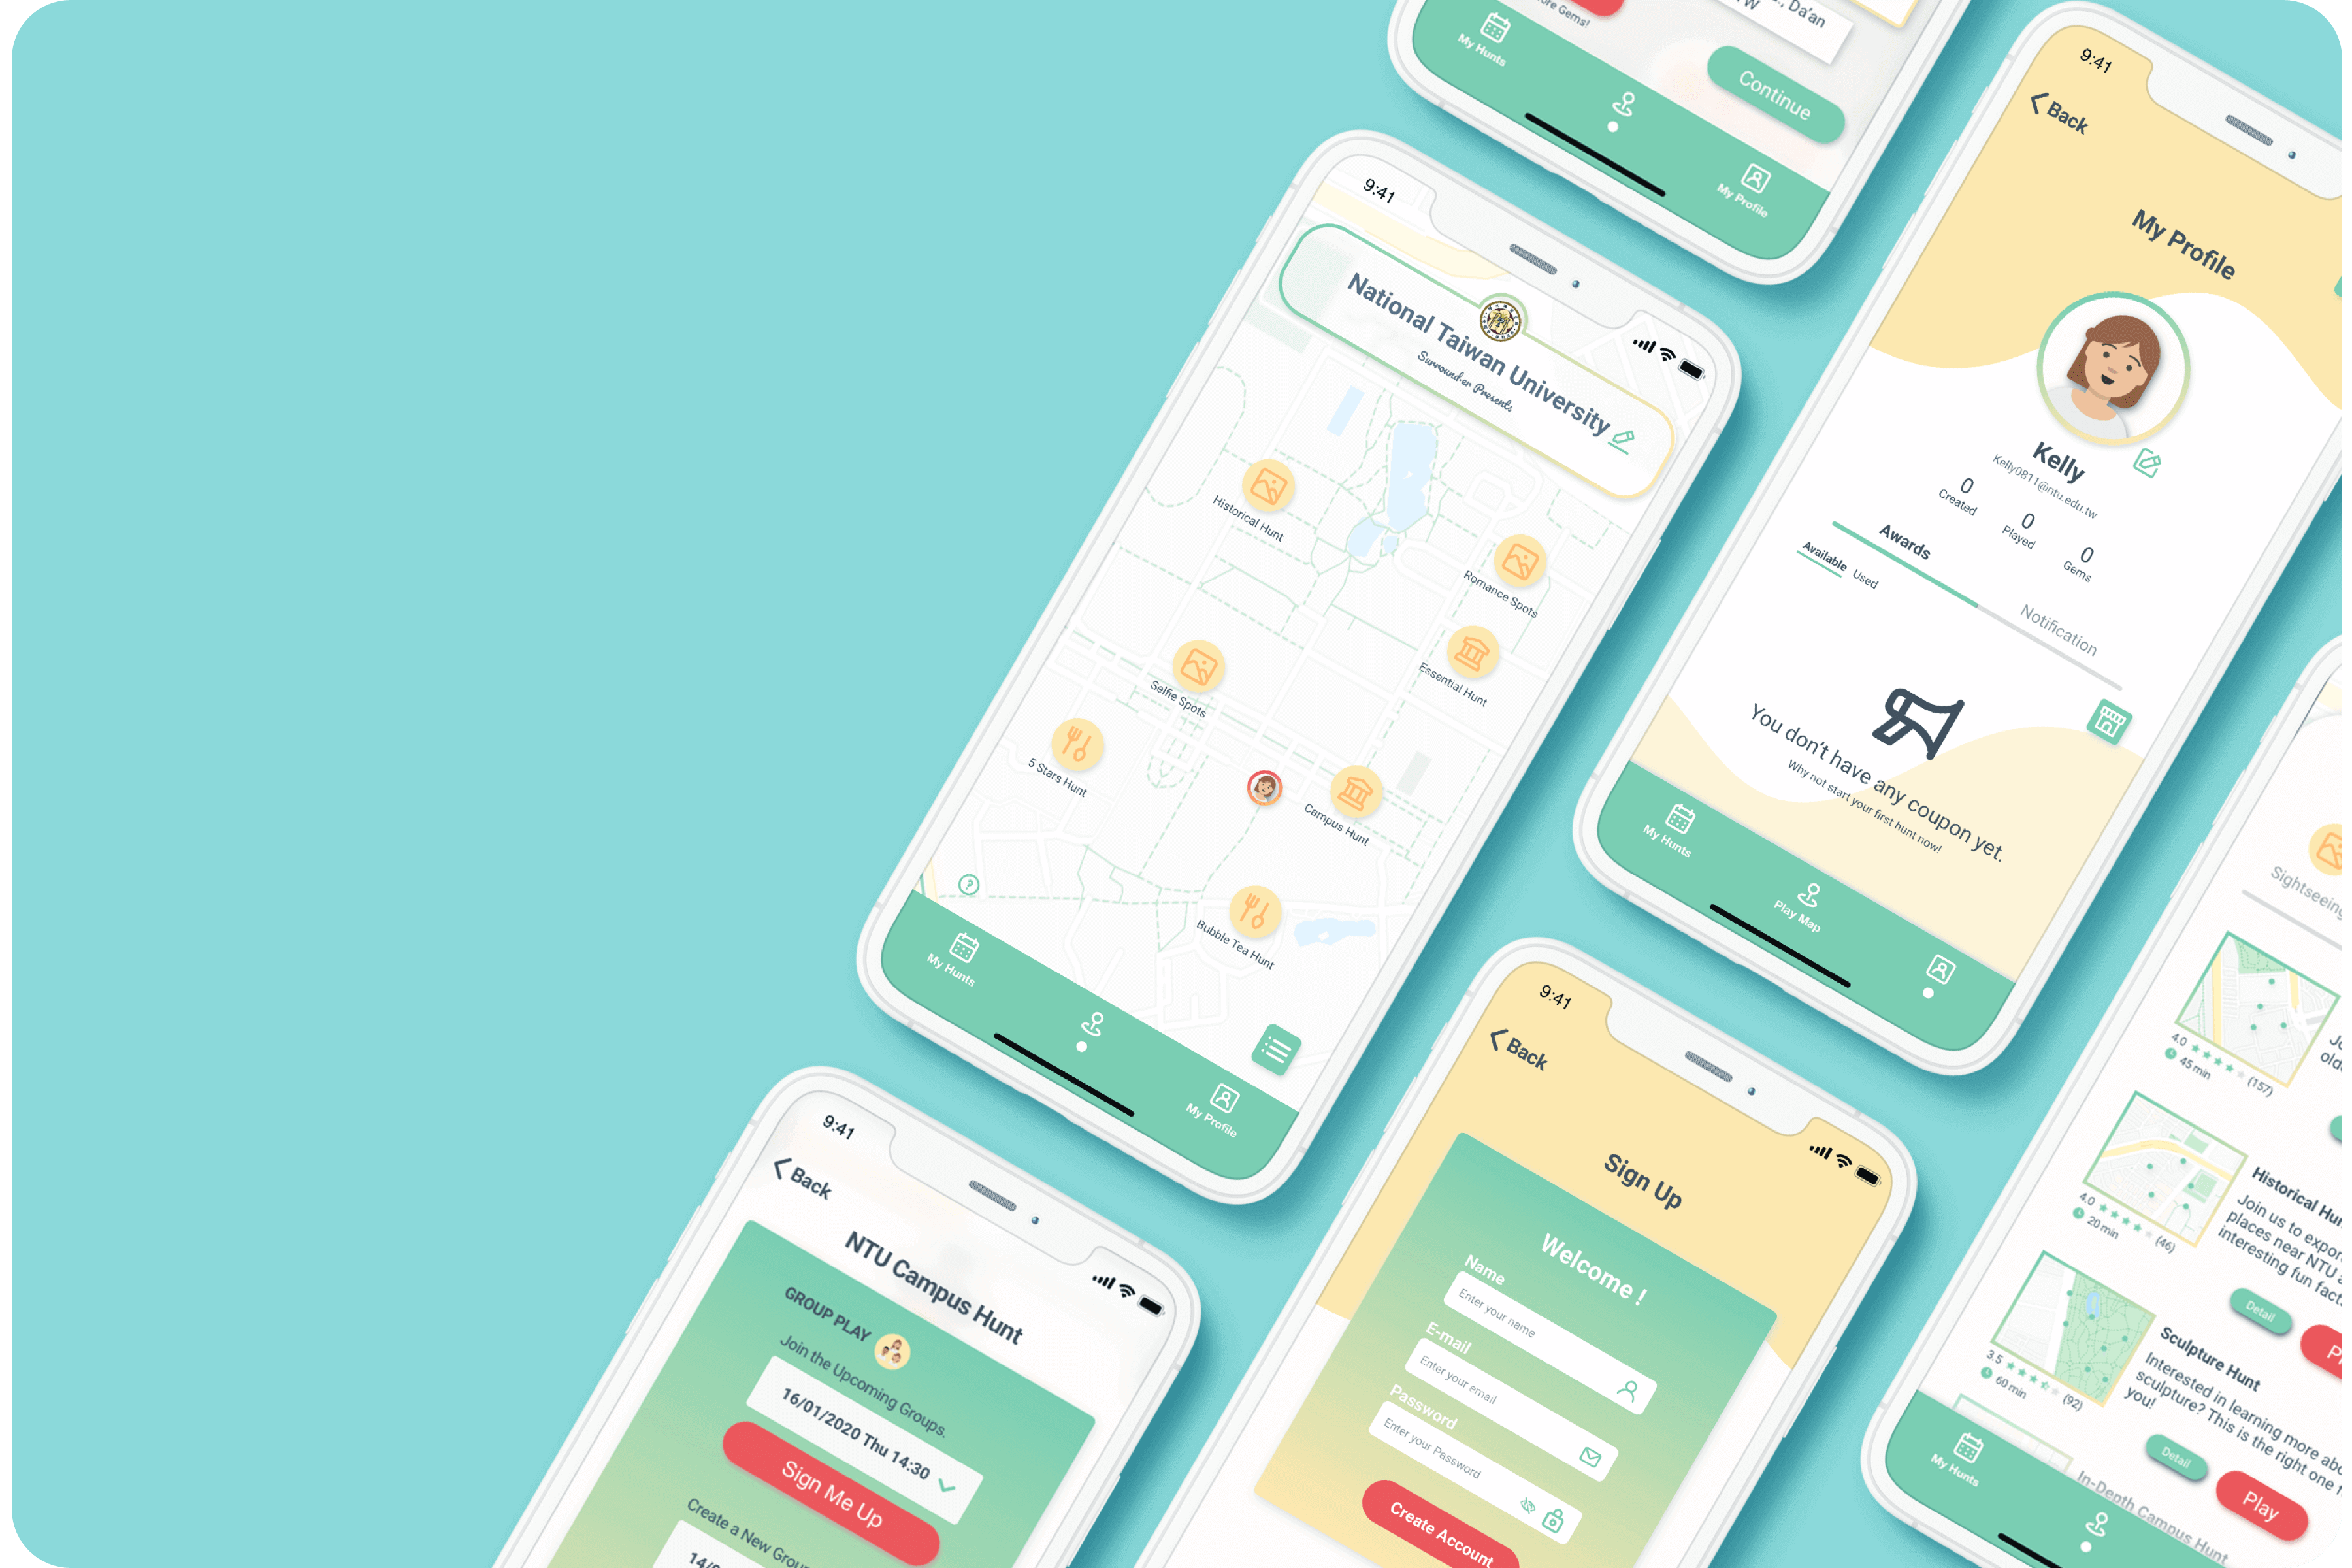 ore Gems!
Da'an
My Hunts
Continue
My Profile
9:41
National Taiwan University
Surround-er Presents
Historical Hunt
Romance Spots
Essential Hunt
Selfie Spots
5 Stars Hunt
Campus Hunt
Bubble Tea Hunt
?
My Hunts
My Profile
9:41
Back
My Profile
Kelly
Kelly0811@ntu.edu.tw
0
Created
0
Played
0
Gems
Awards
Notification
Available Used
You don't have any coupon yet.
Why not start your first hunt now!
My Hunts
Play Map
9:41
Back
NTU Campus Hunt
GROUP PLAY
Join the Upcoming Groups.
16/01/2020 Thu 14:30
Sign Me Up
Create a New Grou
9:41
Back
Sign Up
Welcome !
Name
Enter your name
E-mail
Enter your email
Password
Enter your Password
Create Account
Sightseeing
4.0 (157)
45 min
Historical Hu
Join us to expor
places near NTU a
interesting fun fact
4.0 (46)
20 min
Detail
Sculpture Hunt
Interested in learning more abo
sculpture? This is the right one f
you!
3.5 (92)
60 min
Detail
Play
In-Depth Campus Hunt
My Hunts